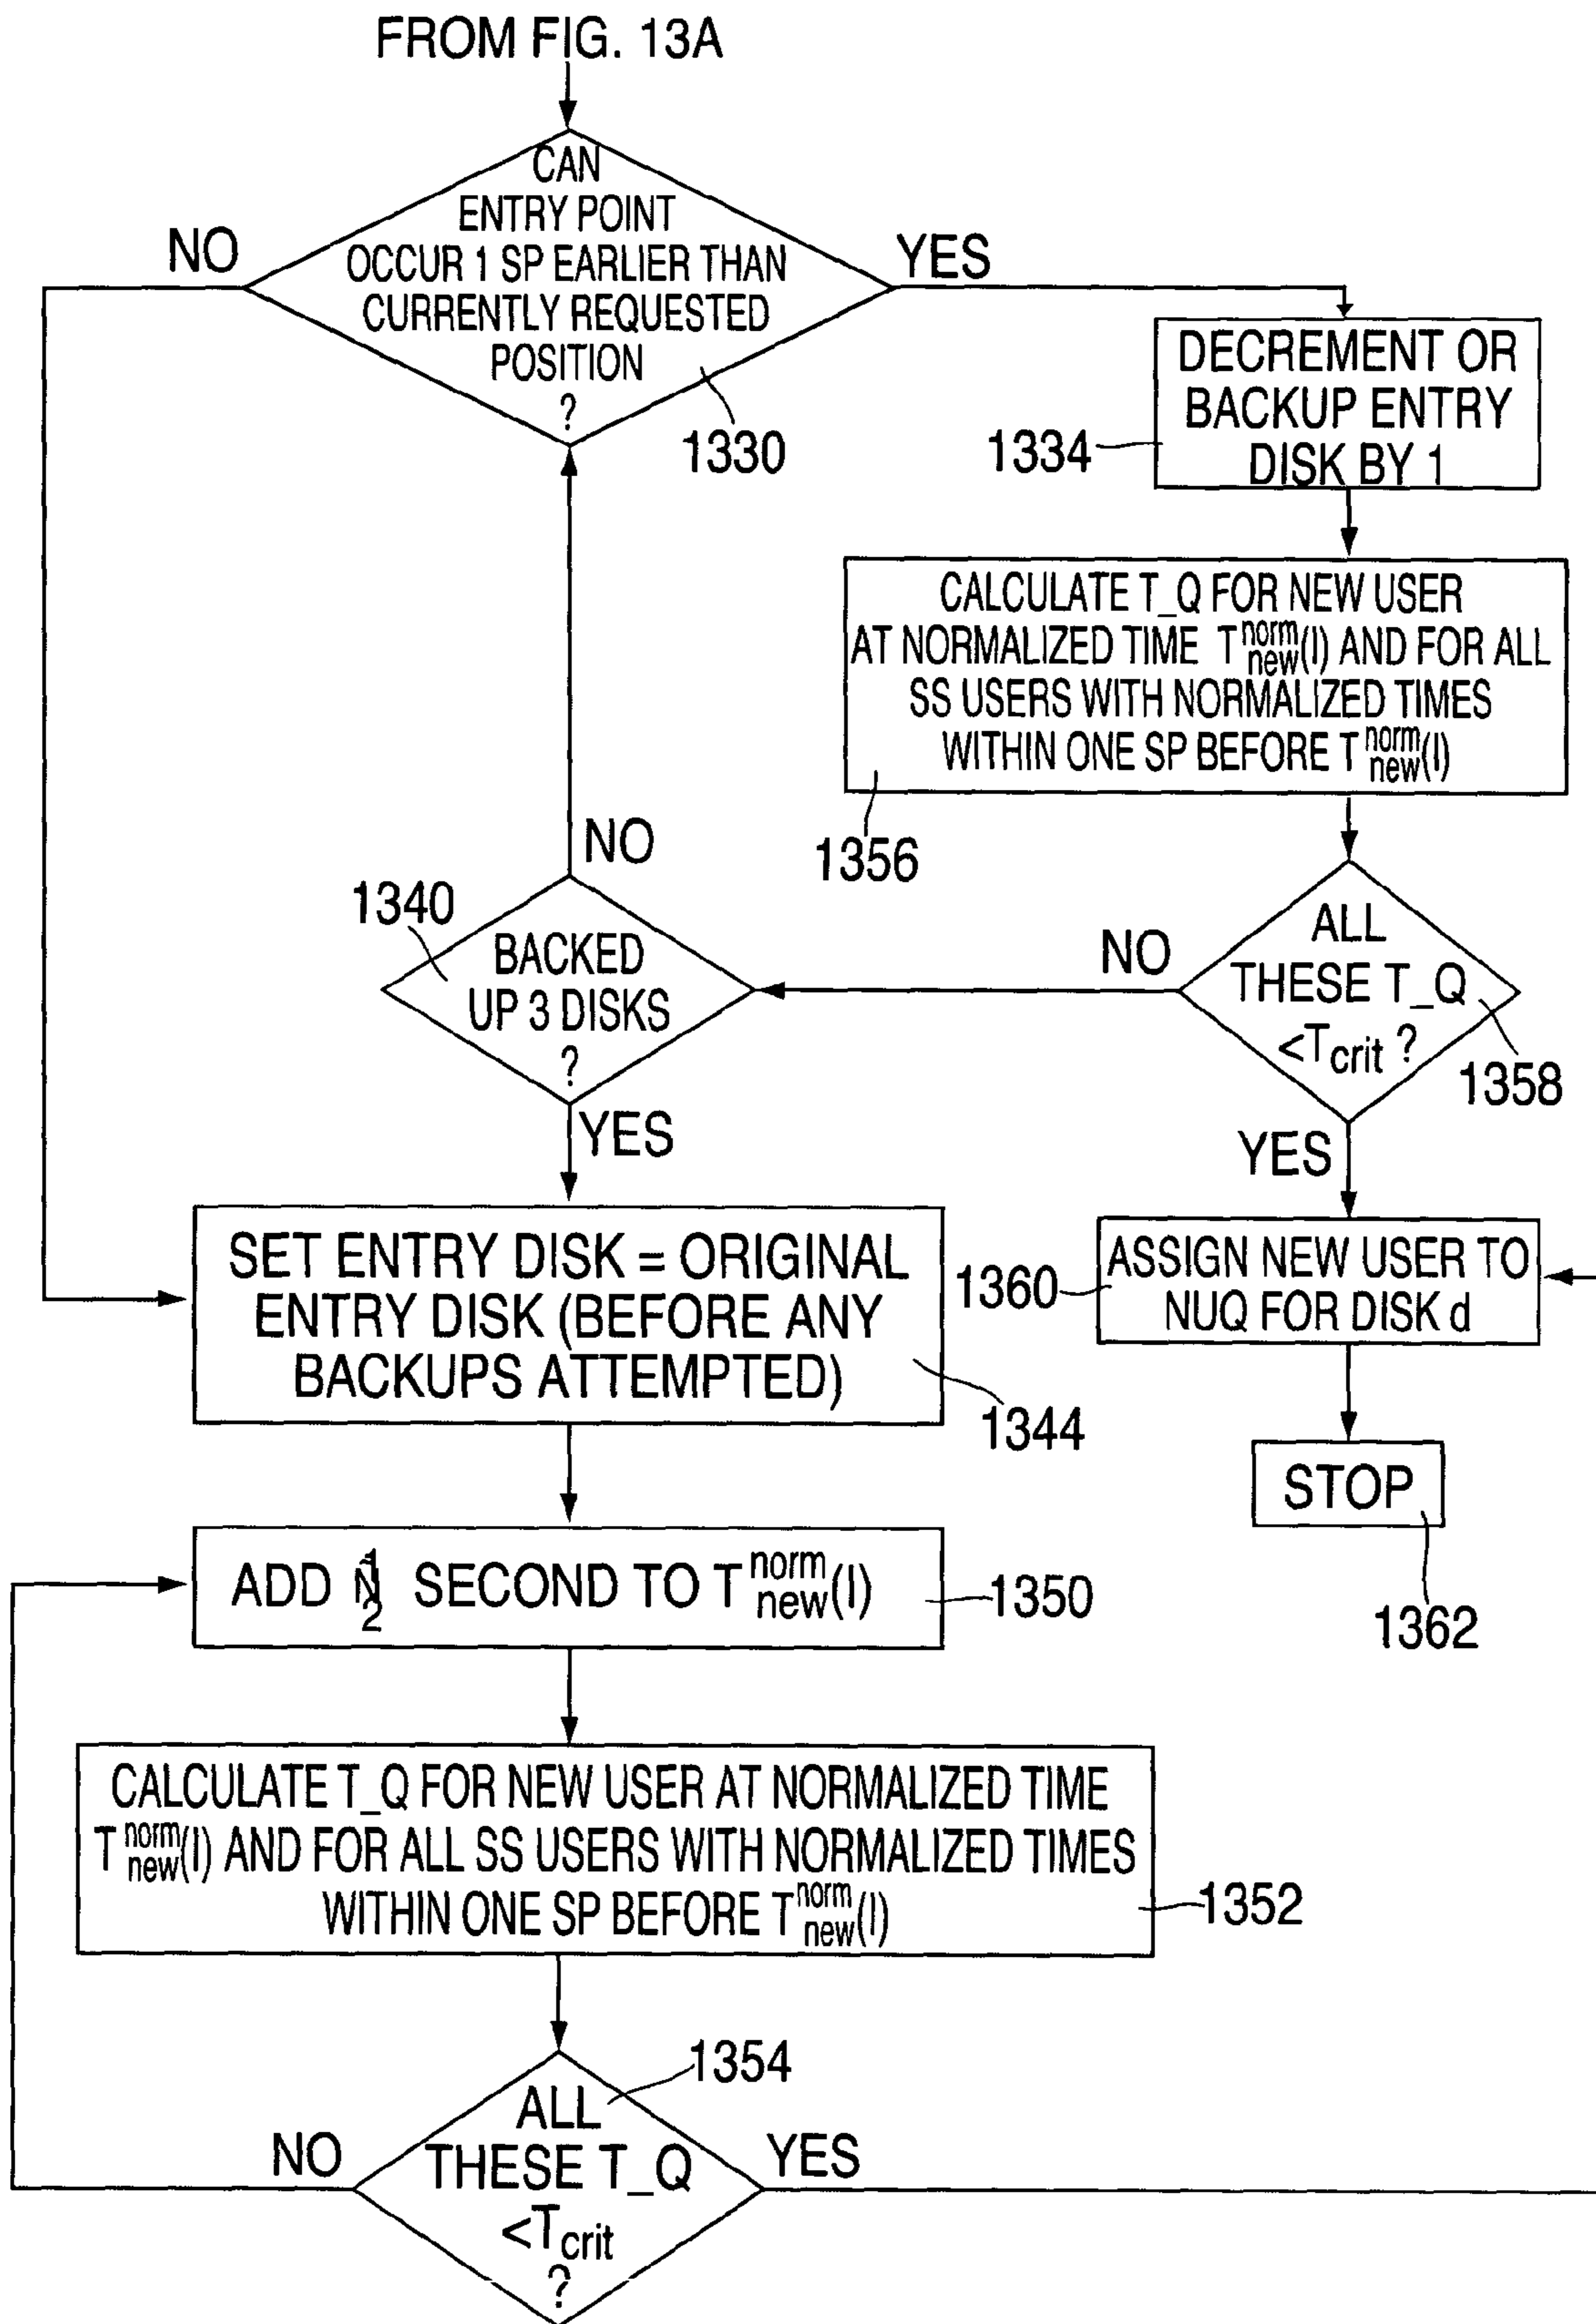 FROM FIG. 13A
CAN
ENTRY POINT
OCCUR 1 SP EARLIER THAN
CURRENTLY REQUESTED
POSITION
?
NO
YES
1330
DECREMENT OR
BACKUP ENTRY
DISK BY 1
1334
CALCULATE T_Q FOR NEW USER
AT NORMALIZED TIME T norm new (I) AND FOR ALL
SS USERS WITH NORMALIZED TIMES
WITHIN ONE SP BEFORE T norm new (I)
1356
ALL
THESE T_Q
<Tcrit ?
1358
NO
YES
1340
BACKED
UP 3 DISKS
?
NO
YES
SET ENTRY DISK = ORIGINAL
ENTRY DISK (BEFORE ANY
BACKUPS ATTEMPTED)
1344
1360
ASSIGN NEW USER TO
NUQ FOR DISK d
STOP
1362
ADD SECOND TO T norm new (I)
1350
CALCULATE T_Q FOR NEW USER AT NORMALIZED TIME
T norm new (I) AND FOR ALL SS USERS WITH NORMALIZED TIMES
WITHIN ONE SP BEFORE T norm new (I)
1352
1354
ALL
THESE T_Q
<Tcrit
?
NO
YES